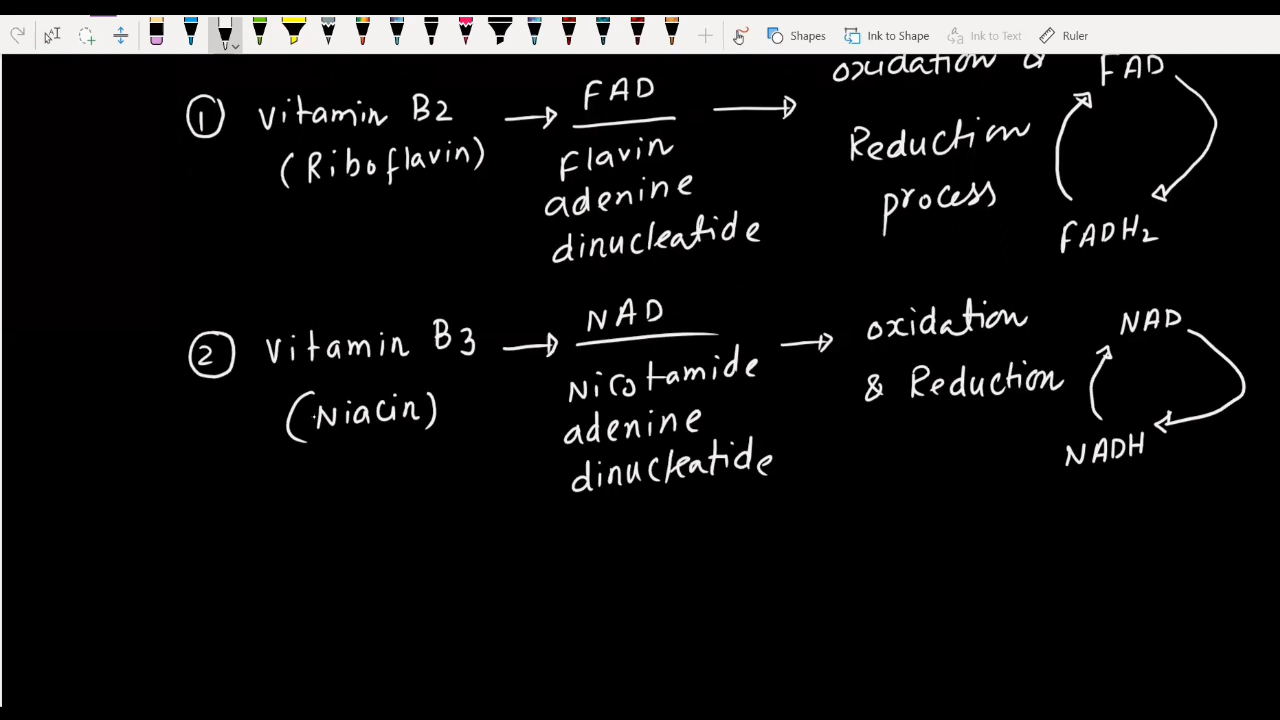 Shapes Ink to Shape Ink to Text Ruler
oxidation &
FAD
① vitamin B2 → FAD →
(Riboflavin)
Flavin
adenine
dinucleatide
Reduction
process
FADH2
② vitamin B3 → NAD → oxidation
(Niacin)
Nicotamide
adenine
dinucleatide
& Reduction
NAD
NADH